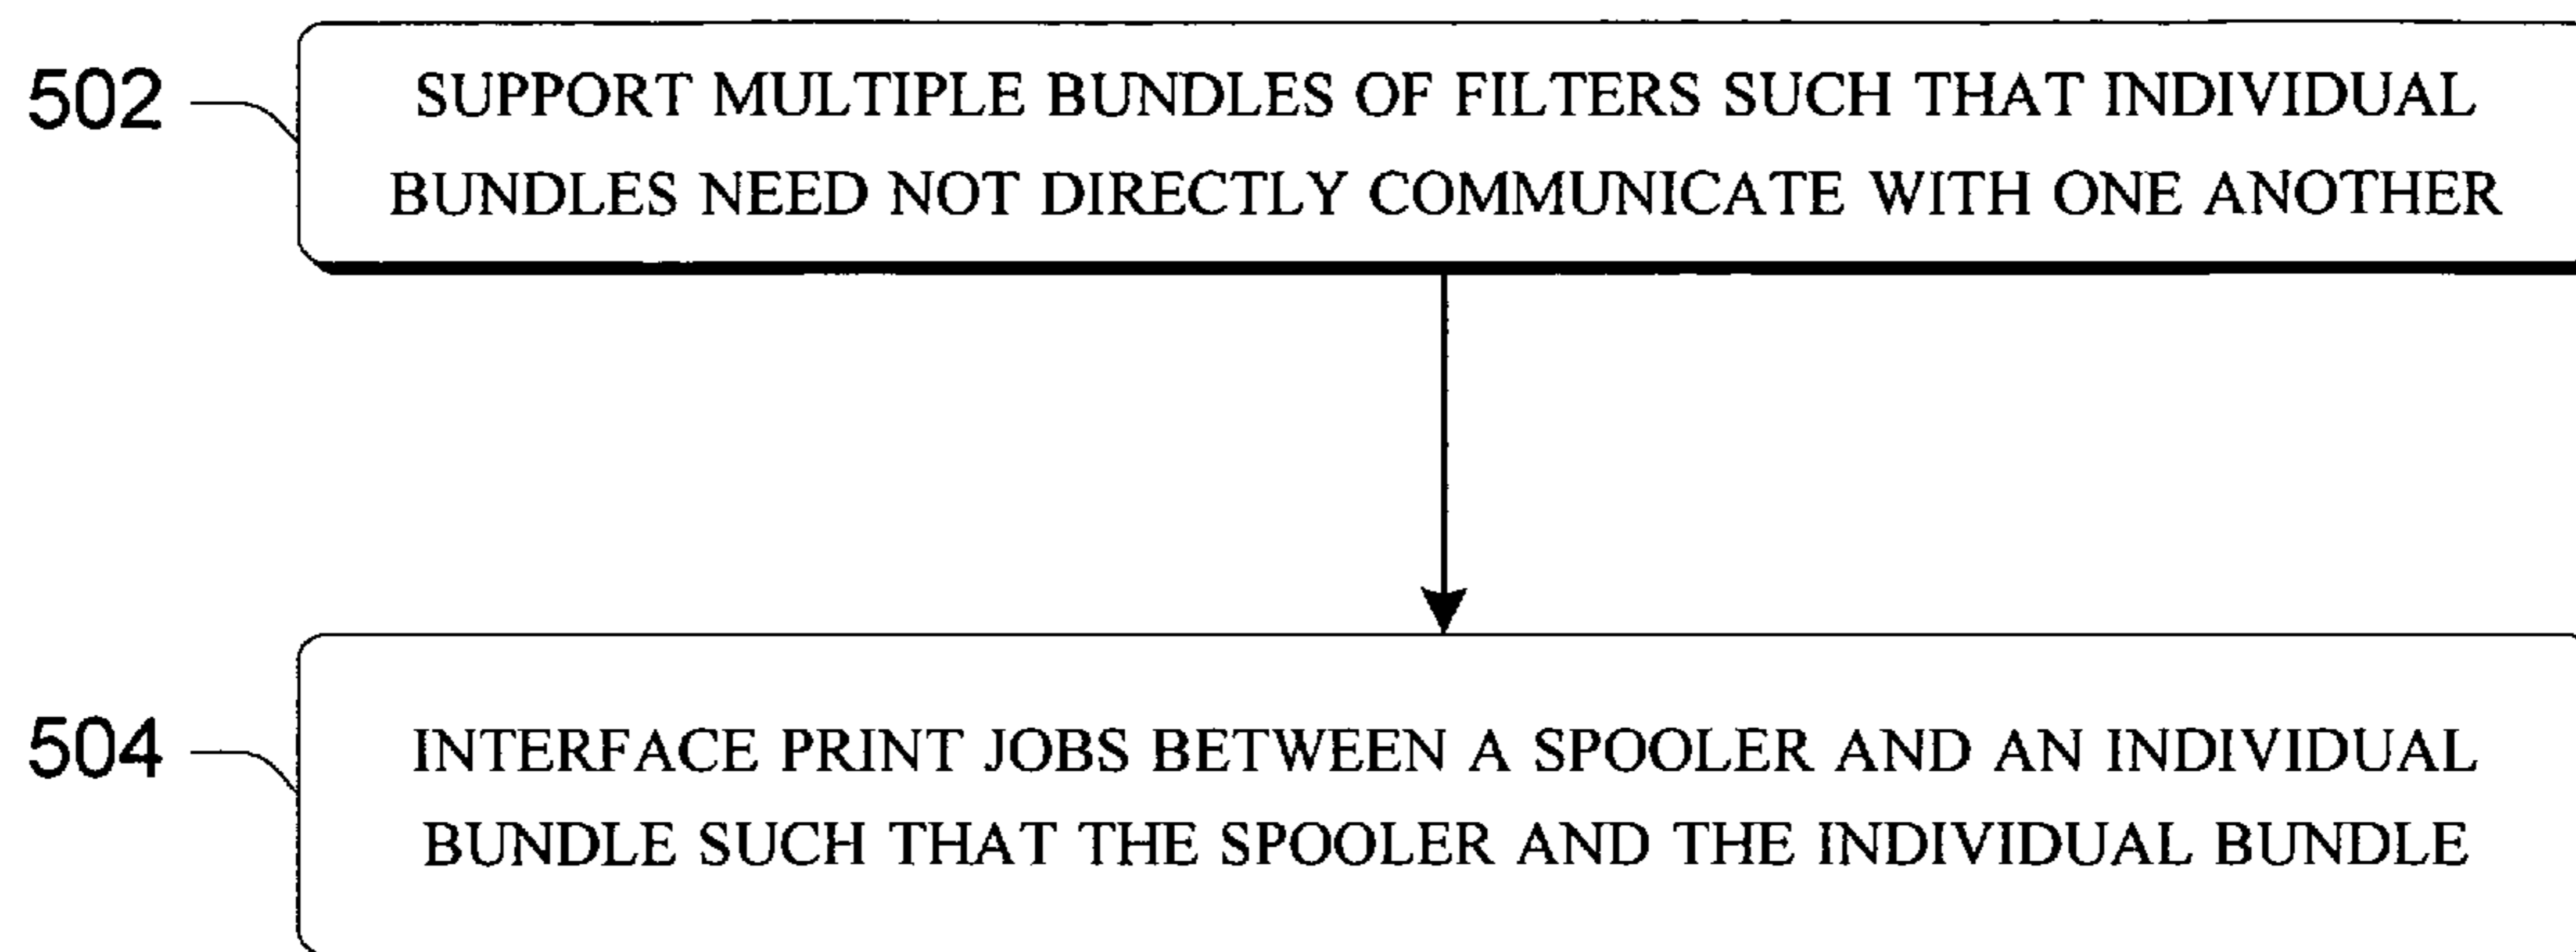 502
SUPPORT MULTIPLE BUNDLES OF FILTERS SUCH THAT INDIVIDUAL
BUNDLES NEED NOT DIRECTLY COMMUNICATE WITH ONE ANOTHER
504
INTERFACE PRINT JOBS BETWEEN A SPOOLER AND AN INDIVIDUAL
BUNDLE SUCH THAT THE SPOOLER AND THE INDIVIDUAL BUNDLE